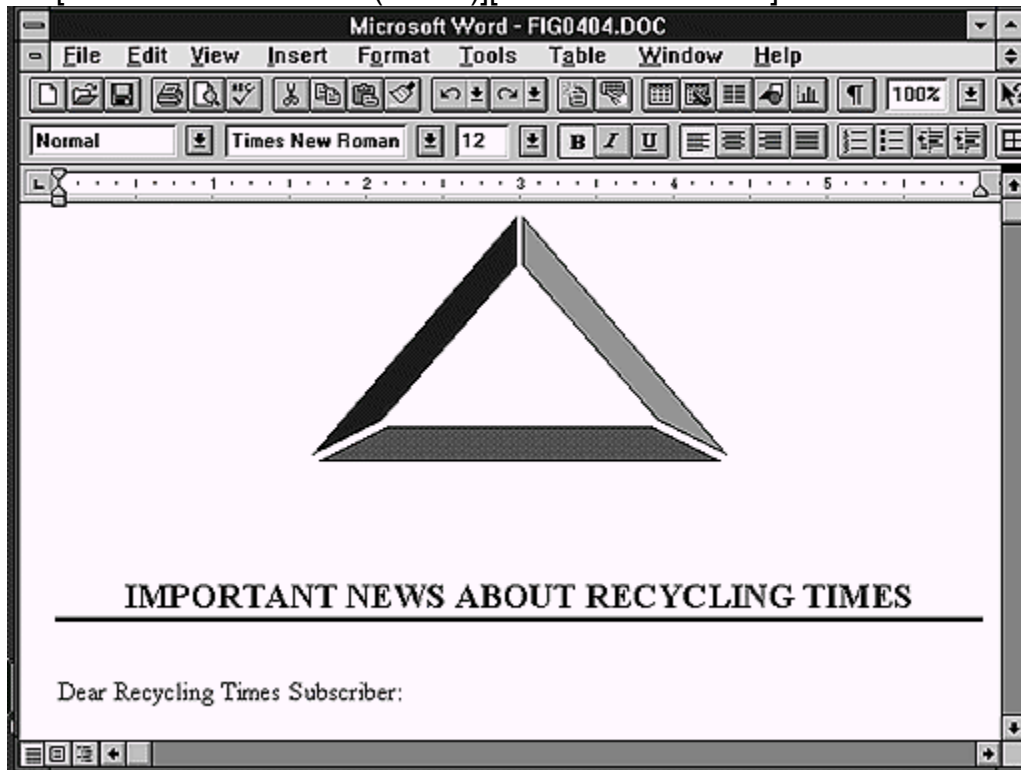 Microsoft Word - FIG0404.DOC
File Edit View Insert Format Tools Table Window Help
100%
Normal Times New Roman 12 B I U
1 2 3 4 5
IMPORTANT NEWS ABOUT RECYCLING TIMES
Dear Recycling Times Subscriber: